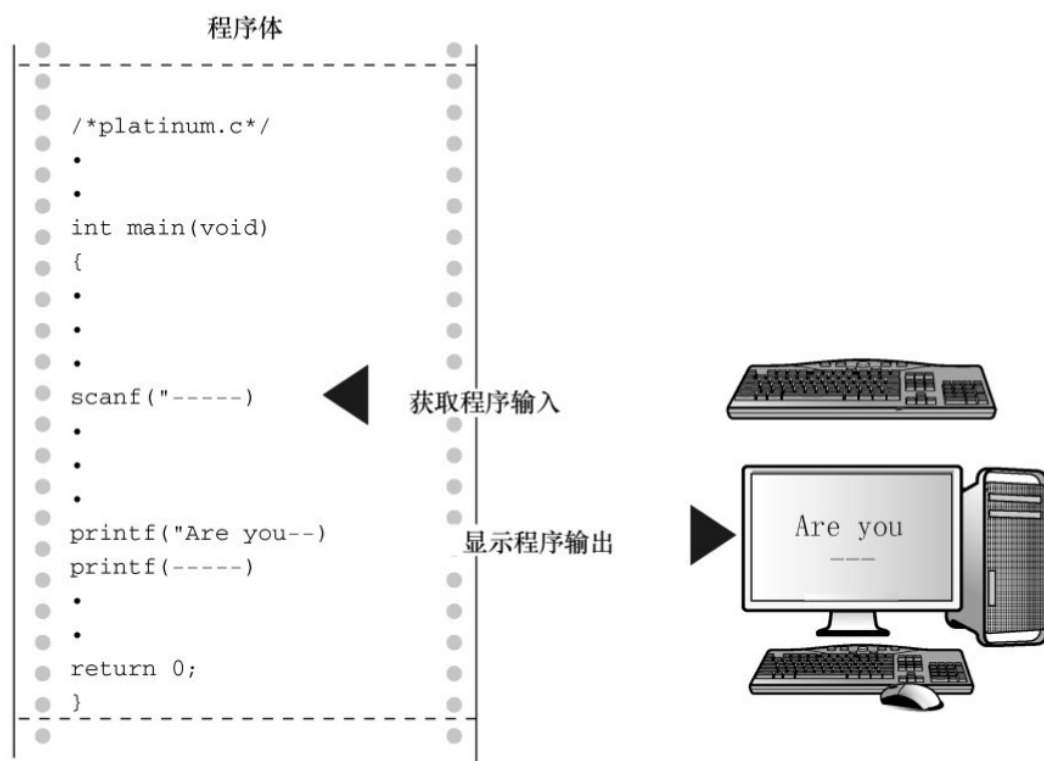 程序体
/*platinum.c*/
•
•
int main(void)
{
•
•
•
scanf("-----)
获取程序输入
•
•
•
printf("Are you--)
显示程序输出
printf(-----)
•
•
return 0;
}
Are you
---